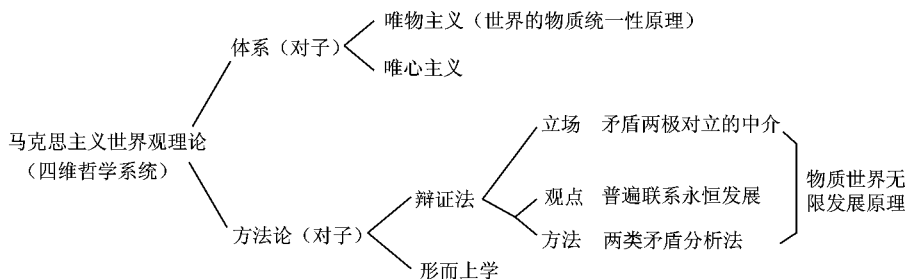 唯物主义（世界的物质统一性原理）
体系（对子）
唯心主义
马克思主义世界观理论
（四维哲学系统）
立场 矛盾两极对立的中介
辩证法
观点 普遍联系永恒发展
物质世界无
限发展原理
方法论（对子）
方法 两类矛盾分析法
形而上学